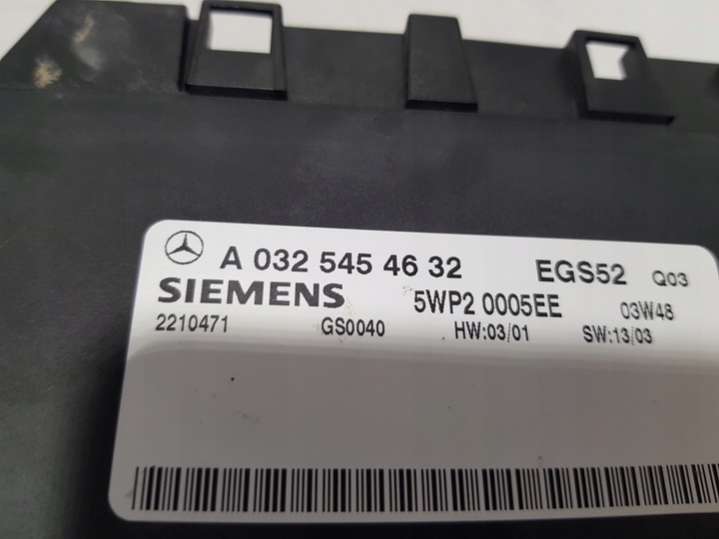 A 032 545 46 32 EGS52 Q03
SIEMENS 5WP2 0005EE 03W48
2210471 GS0040 HW:03/01 SW:13/03